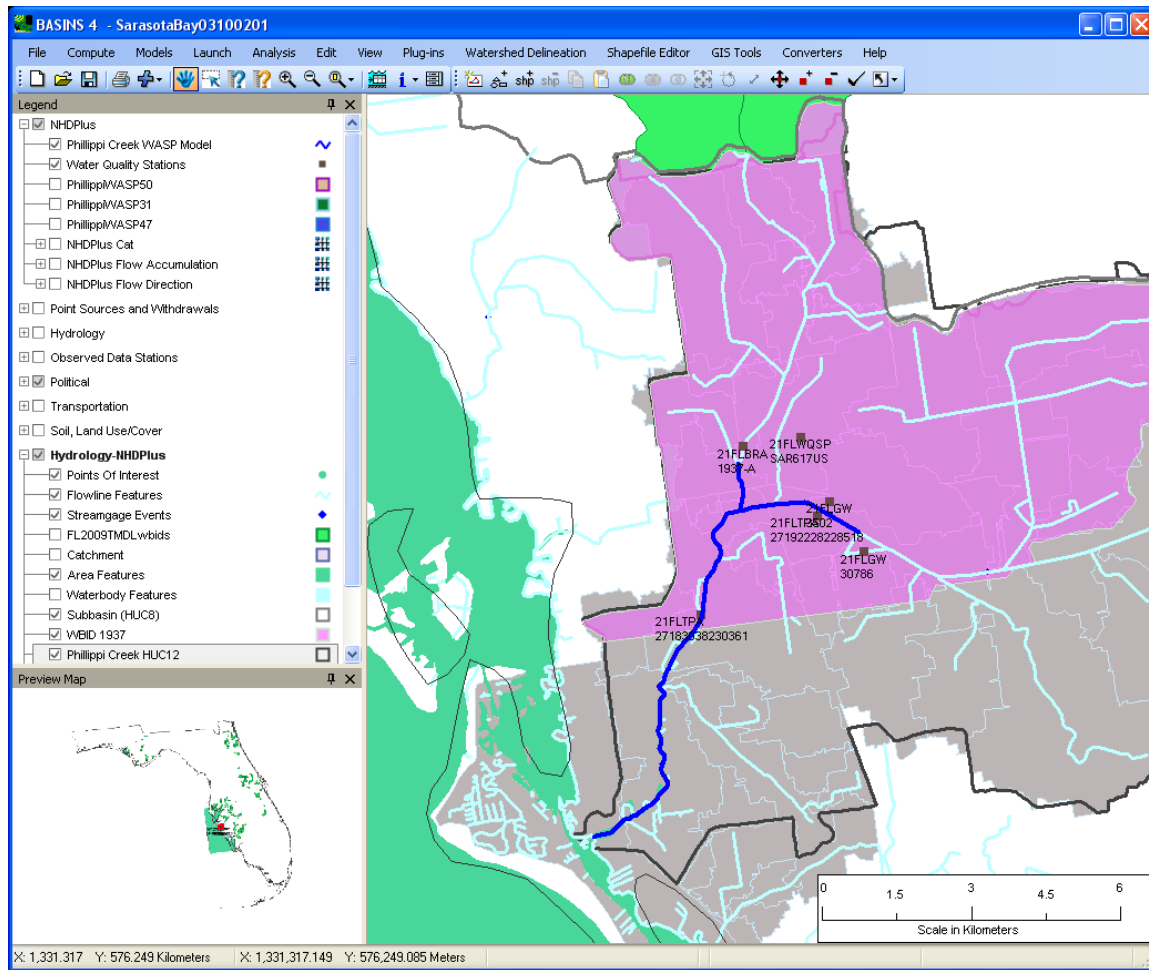 BASINS 4 - SarasotaBay03100201
File Compute Models Launch Analysis Edit View Plug-ins Watershed Delineation Shapefile Editor GIS Tools Converters Help
shp shp
Legend
NHDPlus
Phillippi Creek WASP Model
Water Quality Stations
PhillippiWASP50
PhillippiWASP31
PhillippiWASP47
NHDPlus Cat
NHDPlus Flow Accumulation
NHDPlus Flow Direction
Point Sources and Withdrawals
Hydrology
Observed Data Stations
Political
Transportation
Soil, Land Use/Cover
Hydrology-NHDPlus
Points Of Interest
Flowline Features
Streamgage Events
FL2009TMDLwbids
Catchment
Area Features
Waterbody Features
Subbasin (HUC8)
WBID 1937
Phillippi Creek HUC12
Preview Map
21FLBRA
1937-A
21FLWQSP
SAR617US
21FLGW
27192228228518
21FLGW
30786
0 1.5 3 4.5 6
Scale in Kilometers
X: 1,331.317 Y: 576.249 Kilometers X: 1,331,317.149 Y: 576,249.085 Meters